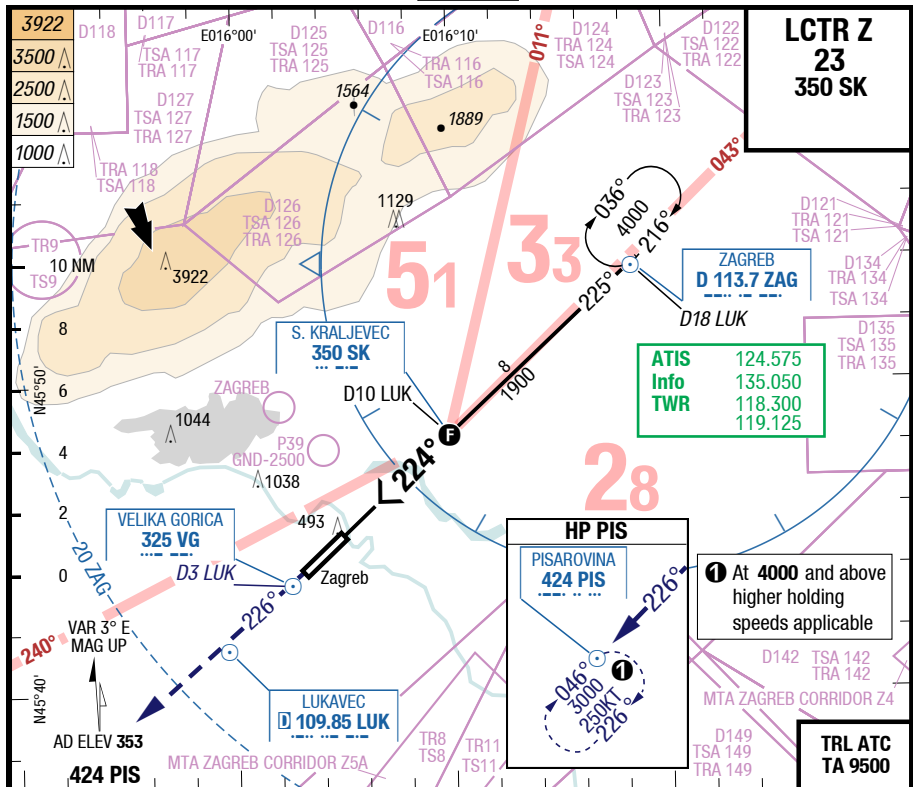 3922
3500
2500
1500
1000
D118
D117
TSA 117
TRA 117
E016°00'
D125
TSA 125
TRA 125
D116
E016°10'
TRA 116
TSA 116
011°
D124
TRA 124
TSA 124
D122
TSA 122
TRA 122
D123
TSA 123
TRA 123
LCTR Z
23
350 SK
D127
TSA 127
TRA 127
1564
1889
TRA 118
TSA 118
043°
036°
4000
216°
1129
D126
TSA 126
TRA 126
D121
TRA 121
TSA 121
TR9
TS9
10 NM
3922
51
33
ZAGREB
D 113.7 ZAG
D134
TRA 134
TSA 134
225°
D18 LUK
8
S. KRALJEVEC
350 SK
D135
TSA 135
TRA 135
ATIS 124.575
Info 135.050
TWR 118.300
119.125
8
1900
N45°50'
6
ZAGREB
D10 LUK
F
1044
4
P39
GND-2500
224°
1038
28
2
VELIKA GORICA
325 VG
493
HP PIS
PISAROVINA
424 PIS
226°
1 At 4000 and above
higher holding
speeds applicable
0
D3 LUK
Zagreb
20 ZAG
226°
VAR 3° E
MAG UP
240°
1
046°
3000
250KT
226°
D142 TSA 142
TRA 142
N45°40'
LUKAVEC
D 109.85 LUK
MTA ZAGREB CORRIDOR Z4
AD ELEV 353
424 PIS
MTA ZAGREB CORRIDOR Z5A
TR8
TS8
TR11
TS11
D149
TSA 149
TRA 149
TRL ATC
TA 9500